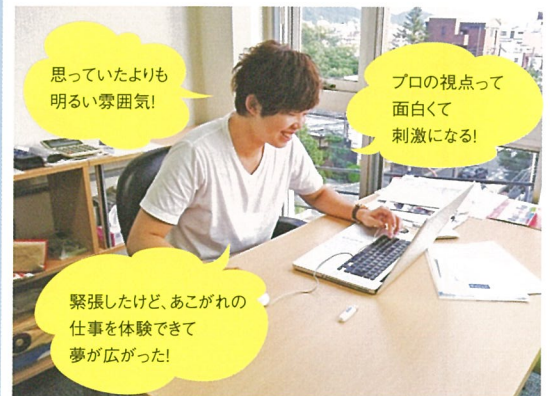 思っていたよりも
明るい雰囲気!
プロの視点って
面白くて
刺激になる!
緊張したけど、あこがれの
仕事を体験できて
夢が広がった!